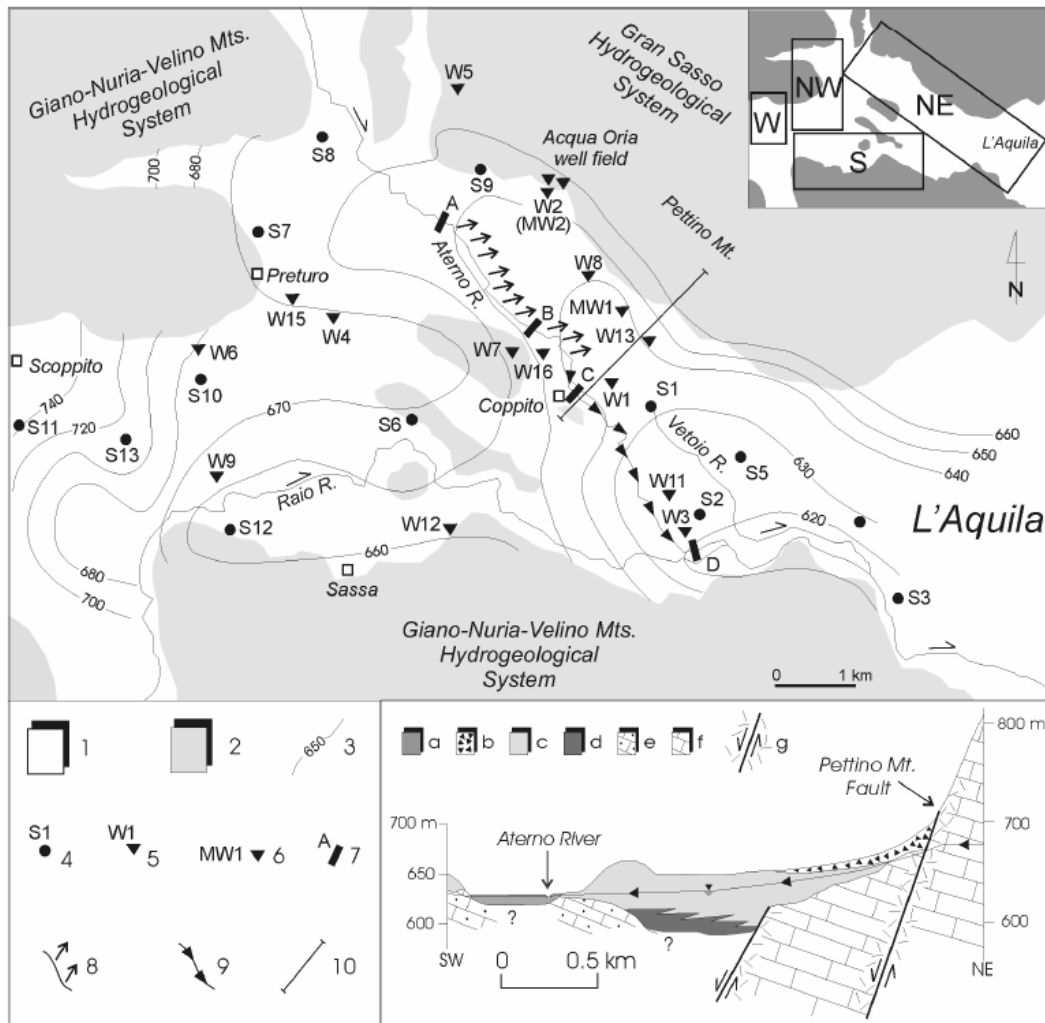 Giano-Nuria-Velino Mts.
Hydrogeological
System
Gran Sasso
Hydrogeological
System
W5
S8
S9
Acqua Oria
well field
W2
(MW2)
A
Pettino Mt.
NW
NE
W
S
L'Aquila
N
700
680
S7
Preturo
Aterno R.
W8
MW1
B
W13
W15
W4
W7
W16
C
Coppito
W1
S1
Scoppito
W6
S10
740
S11
720
S13
670
S6
Vetoio R.
S5
630
660
650
640
W9
Raio R.
W11
S2
W3
620
L'Aquila
S12
W12
660
D
Sassa
680
700
S3
Giano-Nuria-Velino Mts.
Hydrogeological
System
0 1 km
1
2
650
3
S1
4
W1
5
MW1
6
A
7
8
9
10
a
b
c
d
e
f
g
800 m
Pettino Mt.
Fault
700 m
Aterno River
700
650
600
?
?
600
SW
0 0.5 km
NE